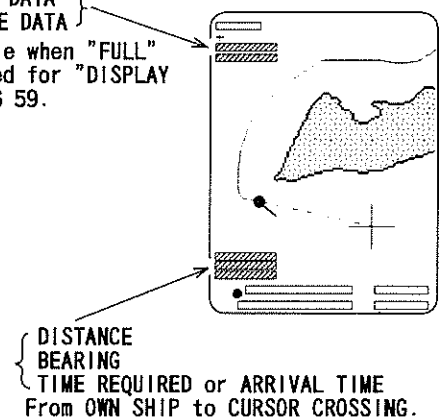 DATA
E DATA
e when "FULL"
ed for "DISPLAY
59.
DISTANCE
BEARING
TIME REQUIRED or ARRIVAL TIME
From OWN SHIP to CURSOR CROSSING.